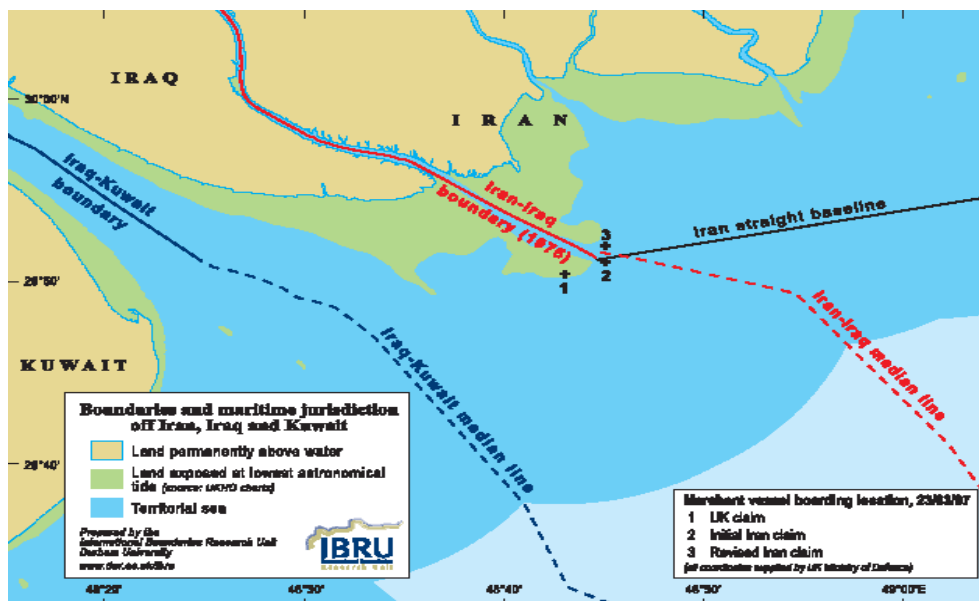 IRAQ
30°00'N
IRAN
Iraq-Kuwait
boundary
Iran-Iraq
boundary (1975)
3
Iran straight baseline
2
1
29°50'
Iran-Iraq median line
Iraq-Kuwait median line
KUWAIT
Boundaries and maritime jurisdiction
off Iran, Iraq and Kuwait
Land permanently above water
Land exposed at lowest astronomical
tide (source: UKHO charts)
Territorial sea
Prepared by the
International Boundaries Research Unit
Durham University
www.dur.ac.uk/ibru
IBRU
Research Unit
29°40'
Merchant vessel boarding location, 23/03/07
1 UK claim
2 Initial Iran claim
3 Revised Iran claim
(all coordinates supplied by UK Ministry of Defence)
48°20'
48°30'
48°40'
48°50'
49°00'E